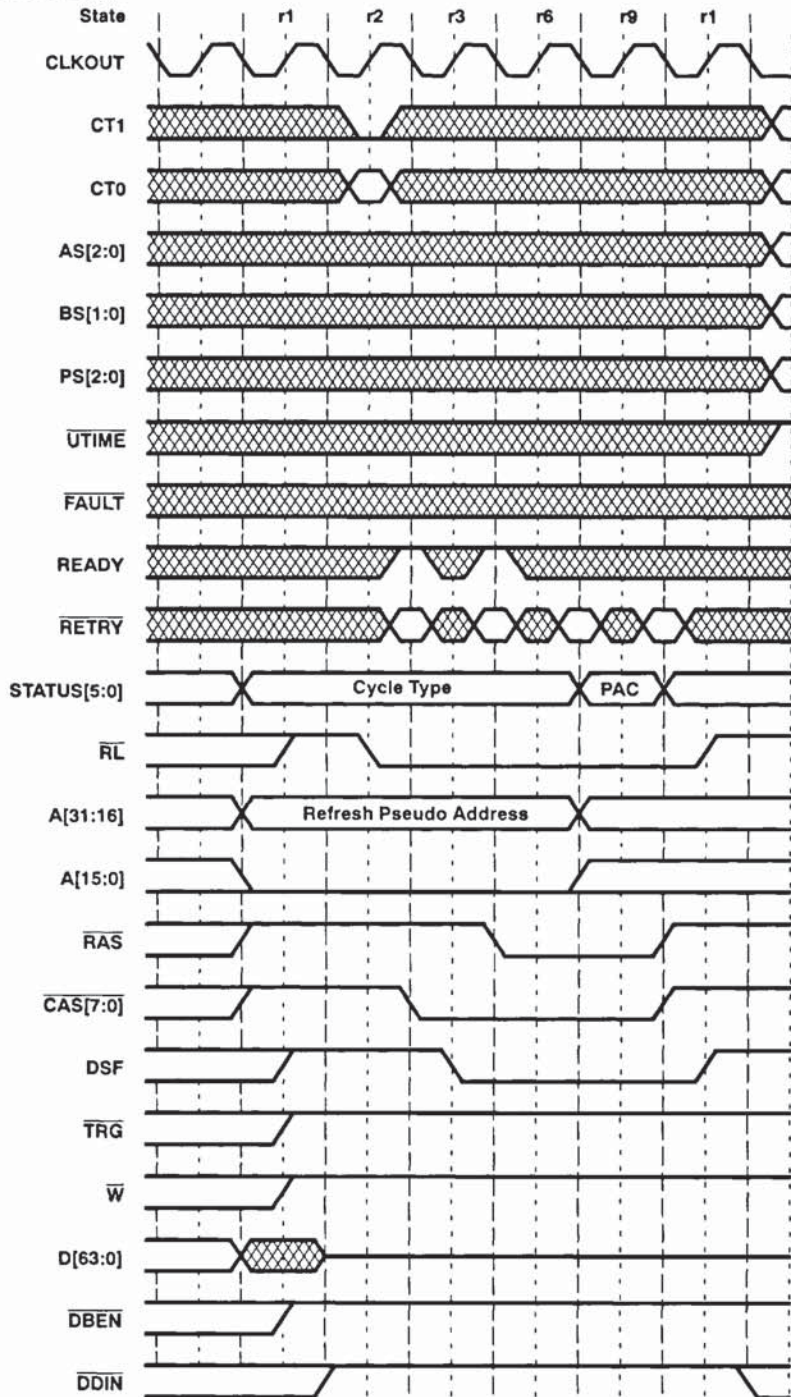 State r1 r2 r3 r6 r9 r1
CLKOUT
CT1
CT0
AS[2:0]
BS[1:0]
PS[2:0]
UTIME
FAULT
READY
RETRY
STATUS[5:0] Cycle Type PAC
RL
A[31:16] Refresh Pseudo Address
A[15:0]
RAS
CAS[7:0]
DSF
TRG
W
D[63:0]
DBEN
DDIN